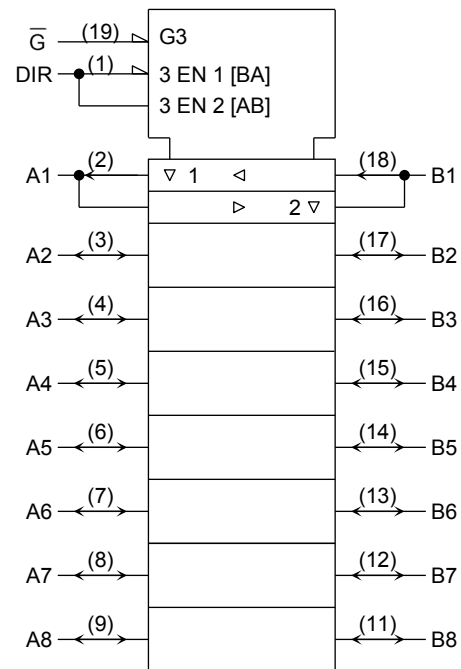 G̅ (19) G3
DIR (1) 3 EN 1 [BA]
3 EN 2 [AB]
A1 (2) ▽ 1 ◁ (18) B1
▷ 2 ▽
A2 (3) (17) B2
A3 (4) (16) B3
A4 (5) (15) B4
A5 (6) (14) B5
A6 (7) (13) B6
A7 (8) (12) B7
A8 (9) (11) B8